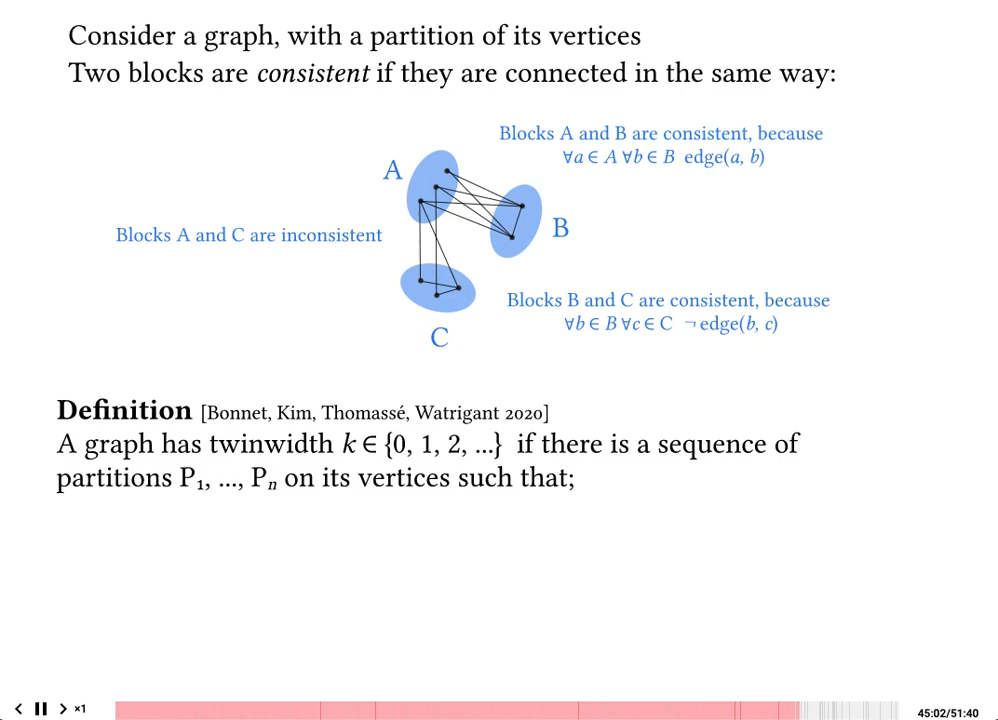 Consider a graph, with a partition of its vertices
Two blocks are consistent if they are connected in the same way:
Blocks A and B are consistent, because
∀a ∈ A ∀b ∈ B edge(a, b)
A
B
Blocks A and C are inconsistent
Blocks B and C are consistent, because
∀b ∈ B ∀c ∈ C ¬edge(b, c)
C
Definition [Bonnet, Kim, Thomassé, Watrigant 2020]
A graph has twinwidth k ∈ {0, 1, 2, ...} if there is a sequence of
partitions P₁, ..., Pₙ on its vertices such that;
×1
45:02/51:40